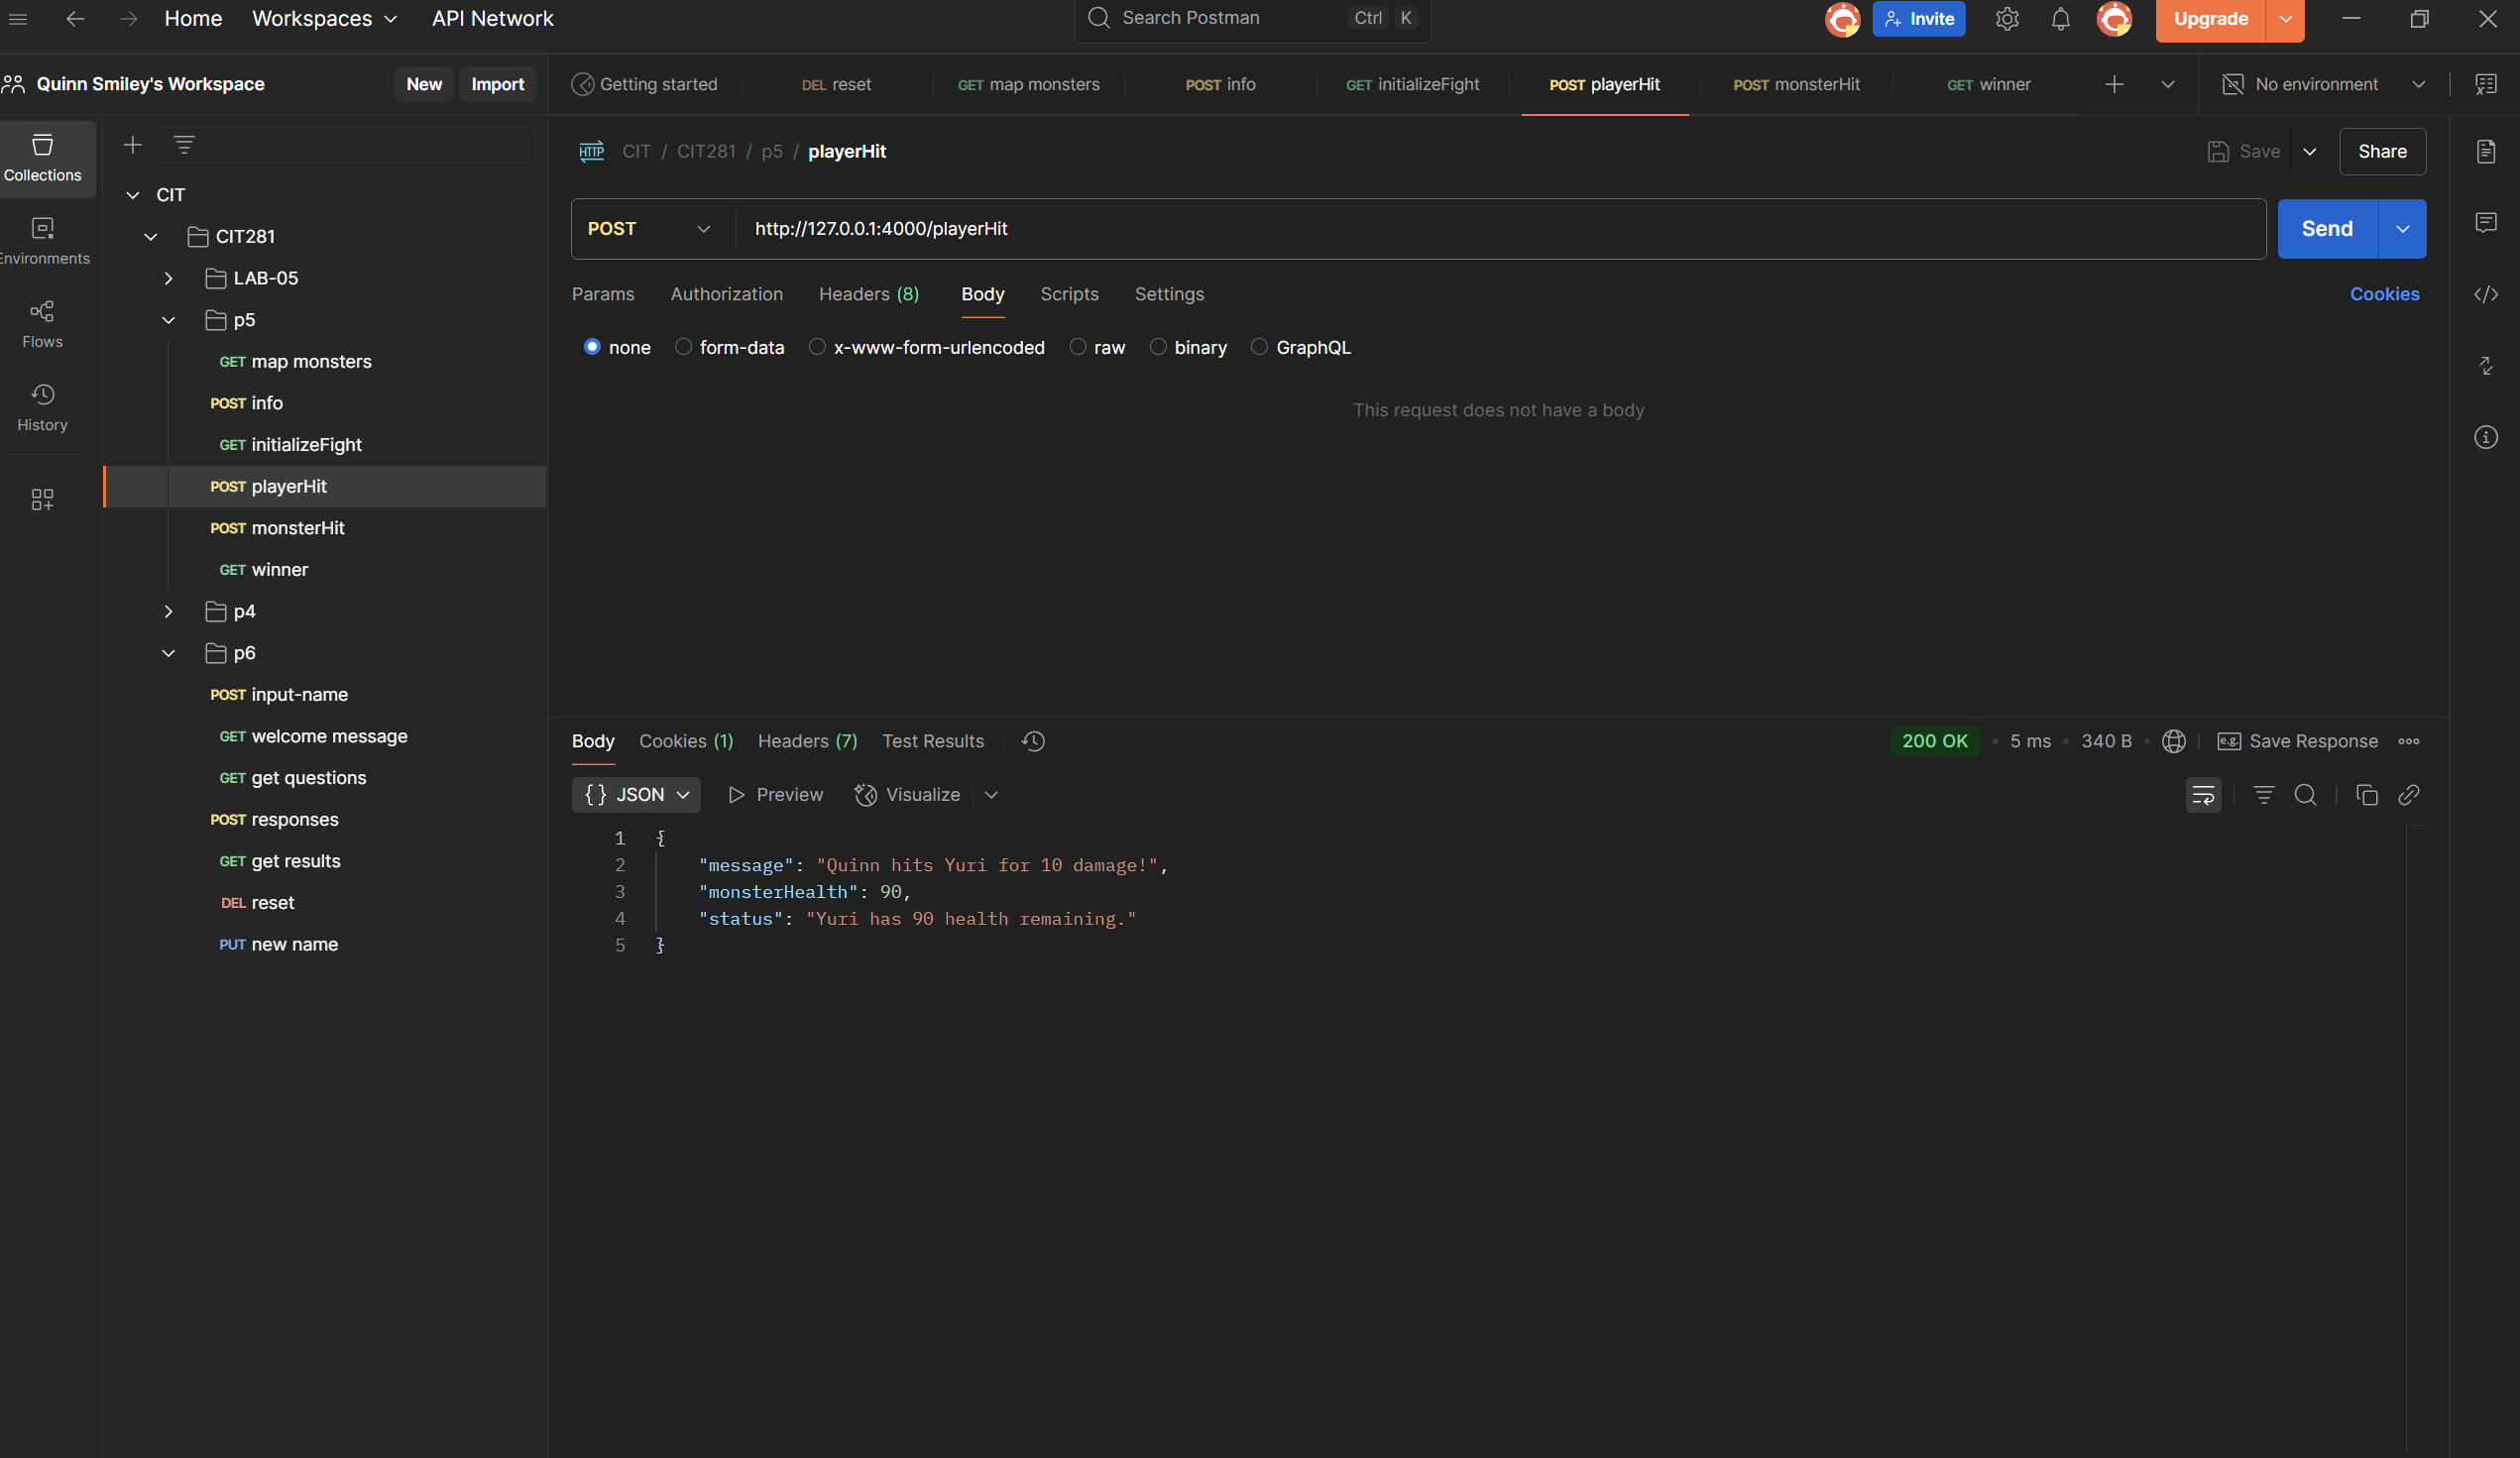 Home Workspaces API Network Search Postman Ctrl K Invite Upgrade
Quinn Smiley's Workspace New Import Getting started DEL reset GET map monsters POST info GET initializeFight POST playerHit POST monsterHit GET winner No environment
Collections
Environments
Flows
History
CIT
CIT281
LAB-05
p5
GET map monsters
POST info
GET initializeFight
POST playerHit
POST monsterHit
GET winner
p4
p6
POST input-name
GET welcome message
GET get questions
POST responses
GET get results
DEL reset
PUT new name
HTTP CIT / CIT281 / p5 / playerHit Save Share
POST http://127.0.0.1:4000/playerHit Send
Params Authorization Headers (8) Body Scripts Settings Cookies
none form-data x-www-form-urlencoded raw binary GraphQL
This request does not have a body
Body Cookies (1) Headers (7) Test Results 200 OK • 5 ms • 340 B • e.g. Save Response
{} JSON Preview Visualize
1 {
2 "message": "Quinn hits Yuri for 10 damage!",
3 "monsterHealth": 90,
4 "status": "Yuri has 90 health remaining."
5 }